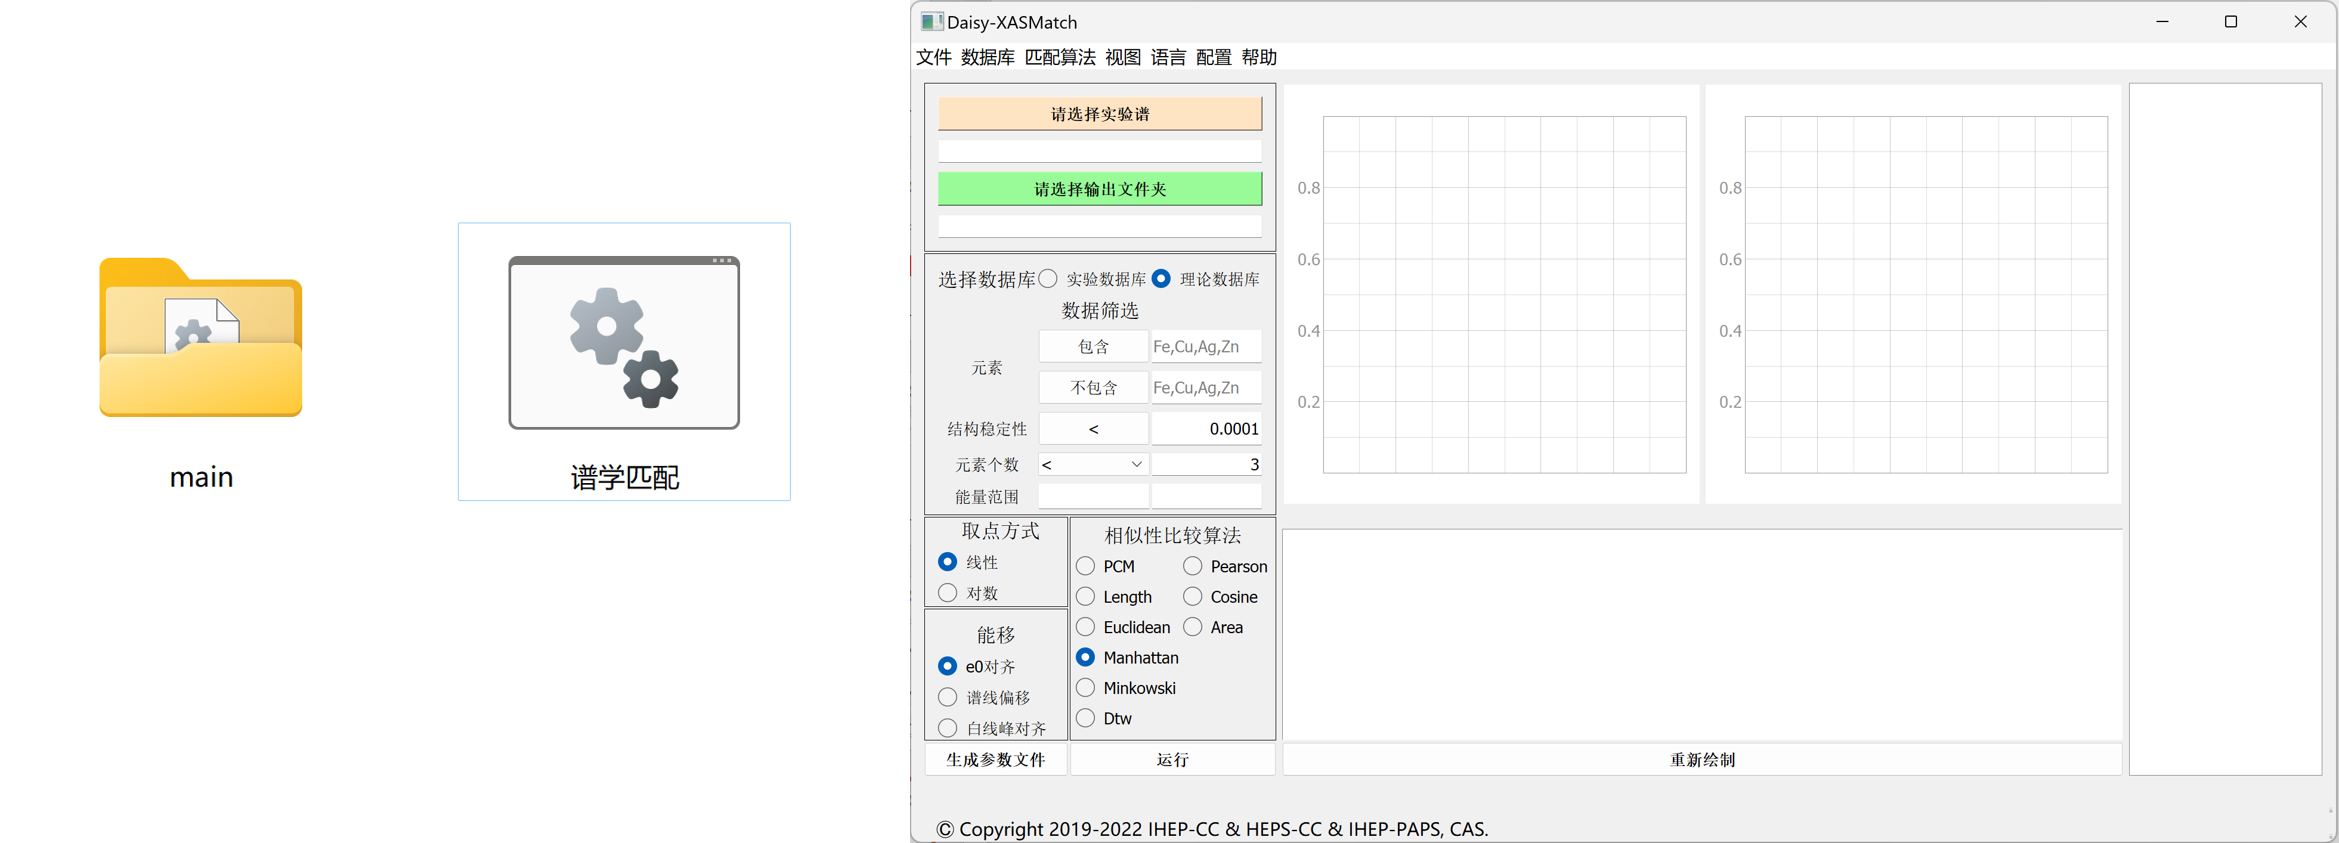 main
谱学匹配
Daisy-XASMatch
文件 数据库 匹配算法 视图 语言 配置 帮助
请选择实验谱
请选择输出文件夹
选择数据库 实验数据库 理论数据库
数据筛选
元素
包含 Fe,Cu,Ag,Zn
不包含 Fe,Cu,Ag,Zn
结构稳定性 < 0.0001
元素个数 < 3
能量范围
取点方式
线性
对数
能移
e0对齐
谱线偏移
白线峰对齐
相似性比较算法
PCM Pearson
Length Cosine
Euclidean Area
Manhattan
Minkowski
Dtw
生成参数文件 运行
0.8
0.6
0.4
0.2
0.8
0.6
0.4
0.2
重新绘制
© Copyright 2019-2022 IHEP-CC & HEPS-CC & IHEP-PAPS, CAS.